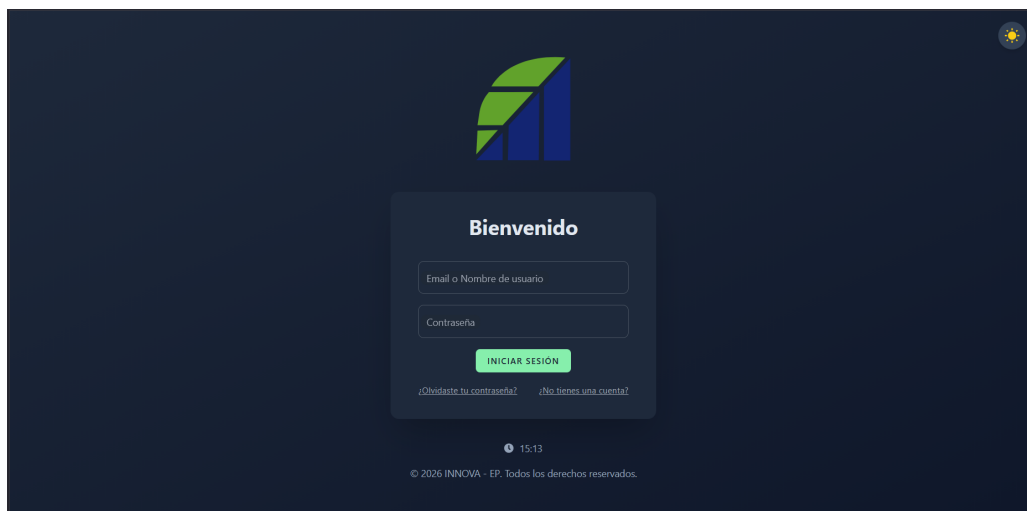 Bienvenido
Email o Nombre de usuario
Contraseña
INICIAR SESIÓN
¿Olvidaste tu contraseña? ¿No tienes una cuenta?
15:13
© 2026 INNOVA - EP. Todos los derechos reservados.